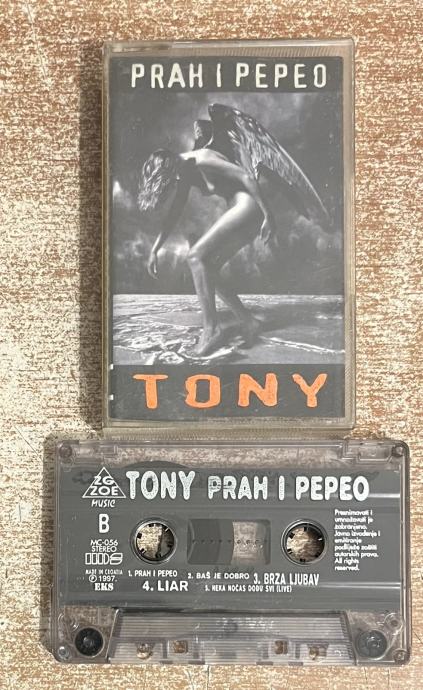 PRAH I PEPEO
TONY
ZG
ZOE
MUSIC
TONY PRAH I PEPEO
B
MC-056
STEREO
MADE IN CROATIA
Ⓟ 1997.
EKS
1. PRAH I PEPEO 2. BAŠ JE DOBRO 3. BRZA LJUBAV
4. LIAR 5. NEKA NOĆAS DOĐU SVI (LIVE)
Presnimavati i
umnožavati je
zabranjeno.
Javno izvođenje i
emitiranje
podliježe zaštiti
autorskih prava.
All rights
reserved.